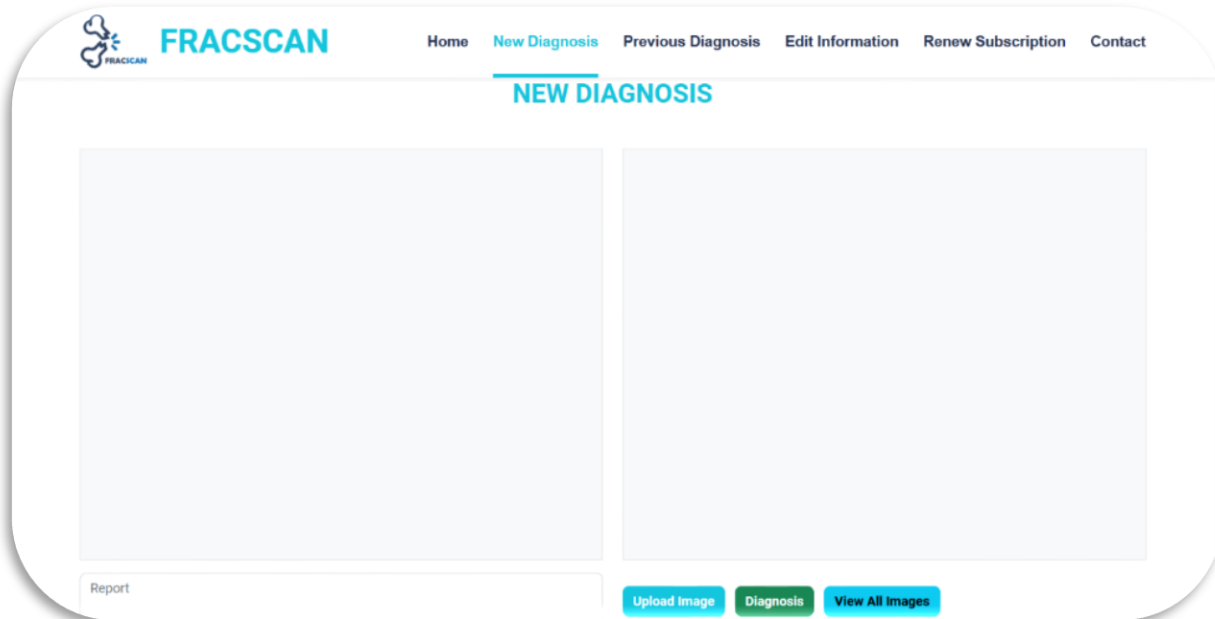 FRACSCAN
FRACSCAN
Home New Diagnosis Previous Diagnosis Edit Information Renew Subscription Contact
NEW DIAGNOSIS
Report
Upload Image Diagnosis View All Images